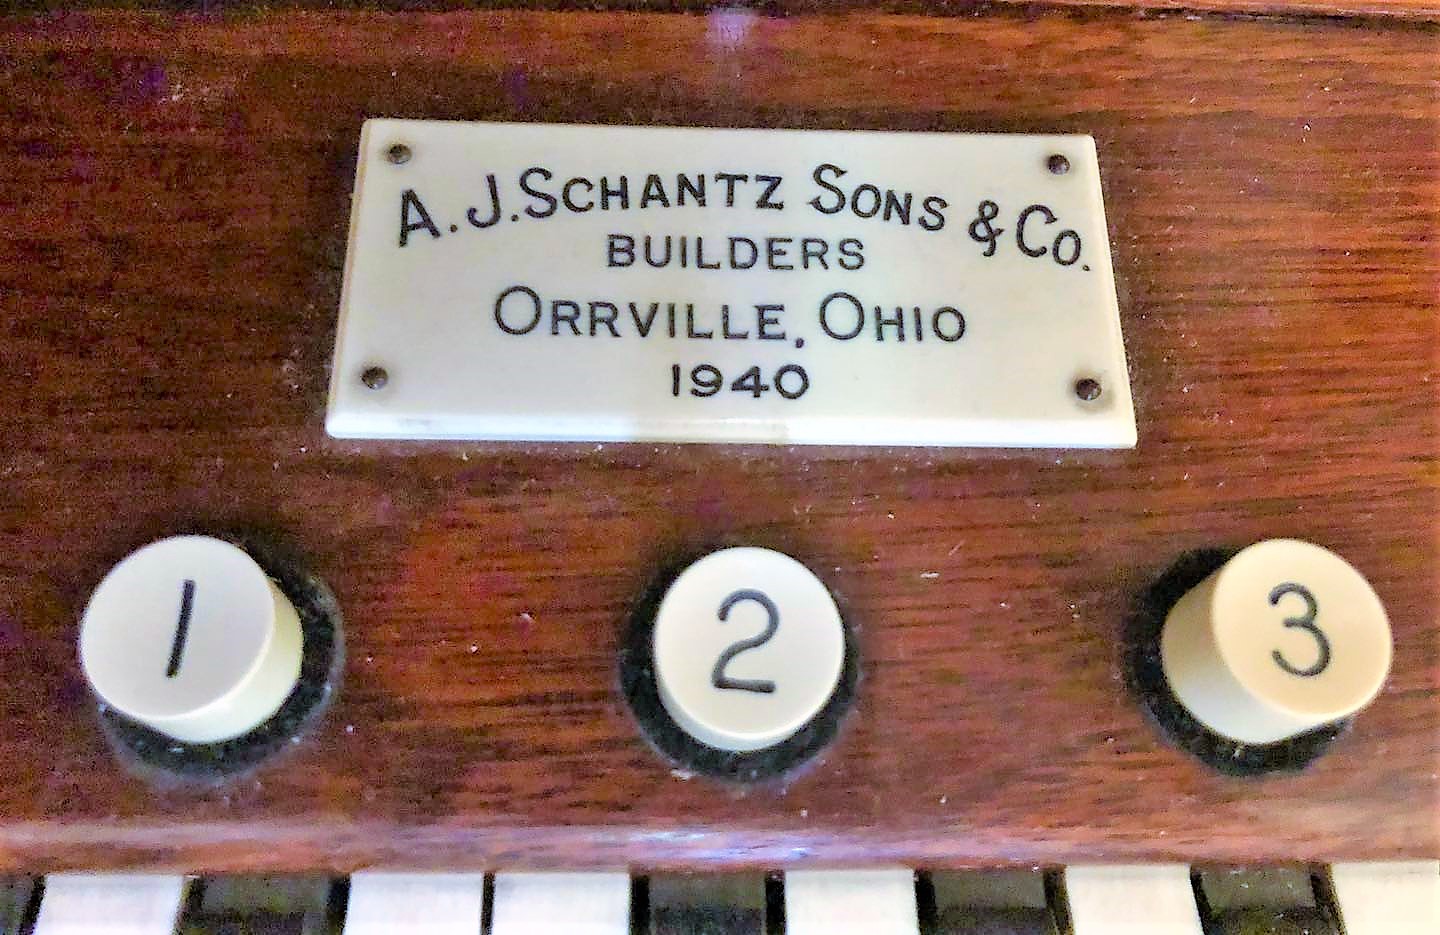 A. J. SCHANTZ SONS & CO.
BUILDERS
ORRVILLE, OHIO
1940
1 2 3